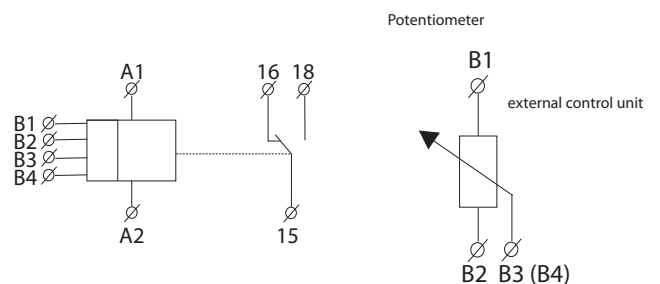 Potentiometer
A1
16 18
B1
B2
B3
B4
A2
15
B1
external control unit
B2 B3 (B4)